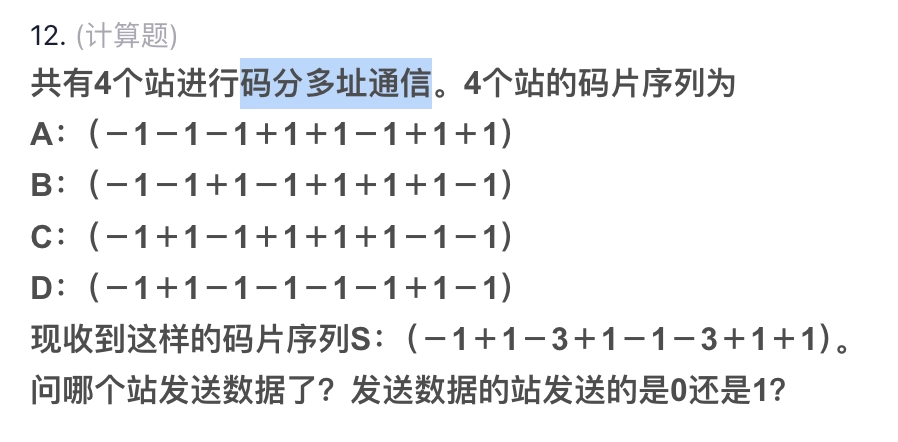 12. (计算题)
共有4个站进行码分多址通信。4个站的码片序列为
A：(－1－1－1＋1＋1－1＋1＋1)
B：(－1－1＋1－1＋1＋1＋1－1)
C：(－1＋1－1＋1＋1＋1－1－1)
D：(－1＋1－1－1－1－1＋1－1)
现收到这样的码片序列S：(－1＋1－3＋1－1－3＋1＋1)。
问哪个站发送数据了？发送数据的站发送的是0还是1？